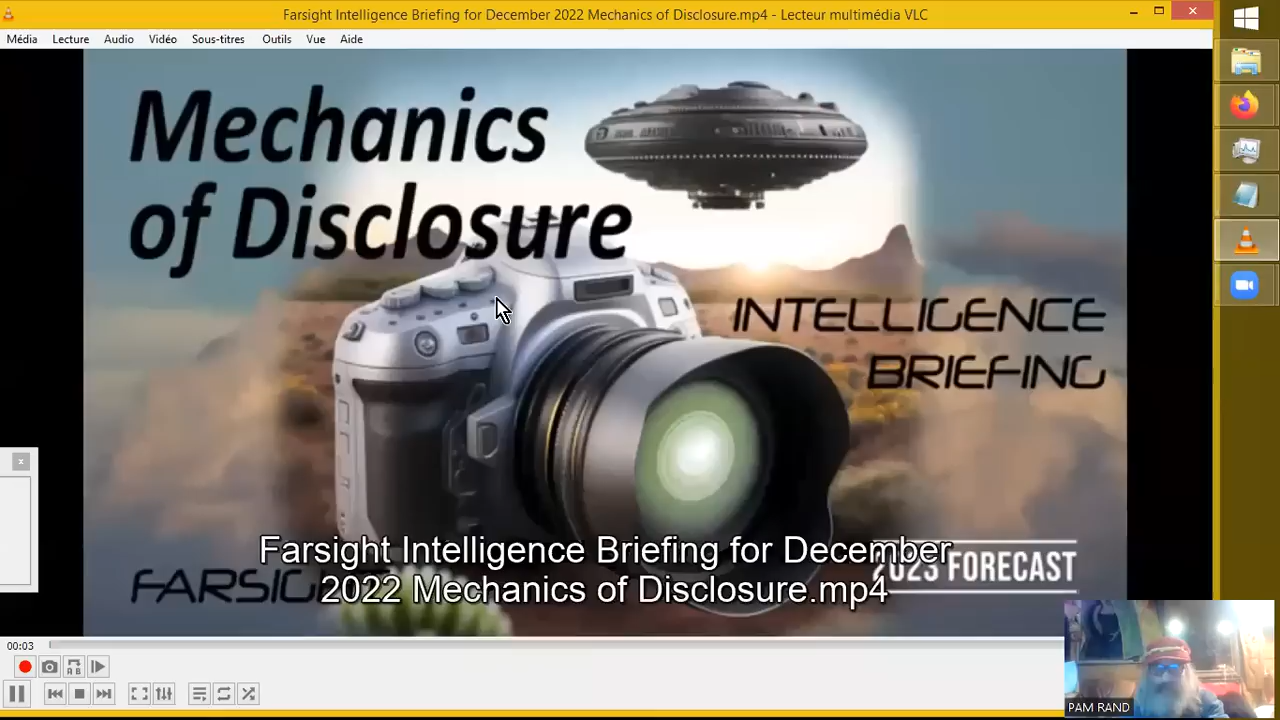 Farsight Intelligence Briefing for December 2022 Mechanics of Disclosure.mp4 - Lecteur multimédia VLC
Média Lecture Audio Vidéo Sous-titres Outils Vue Aide
Mechanics
of Disclosure
INTELLIGENCE
BRIEFING
Farsight Intelligence Briefing for December
2022 Mechanics of Disclosure.mp4
2023 FORECAST
FARSIGHT
00:03
PAM RAND